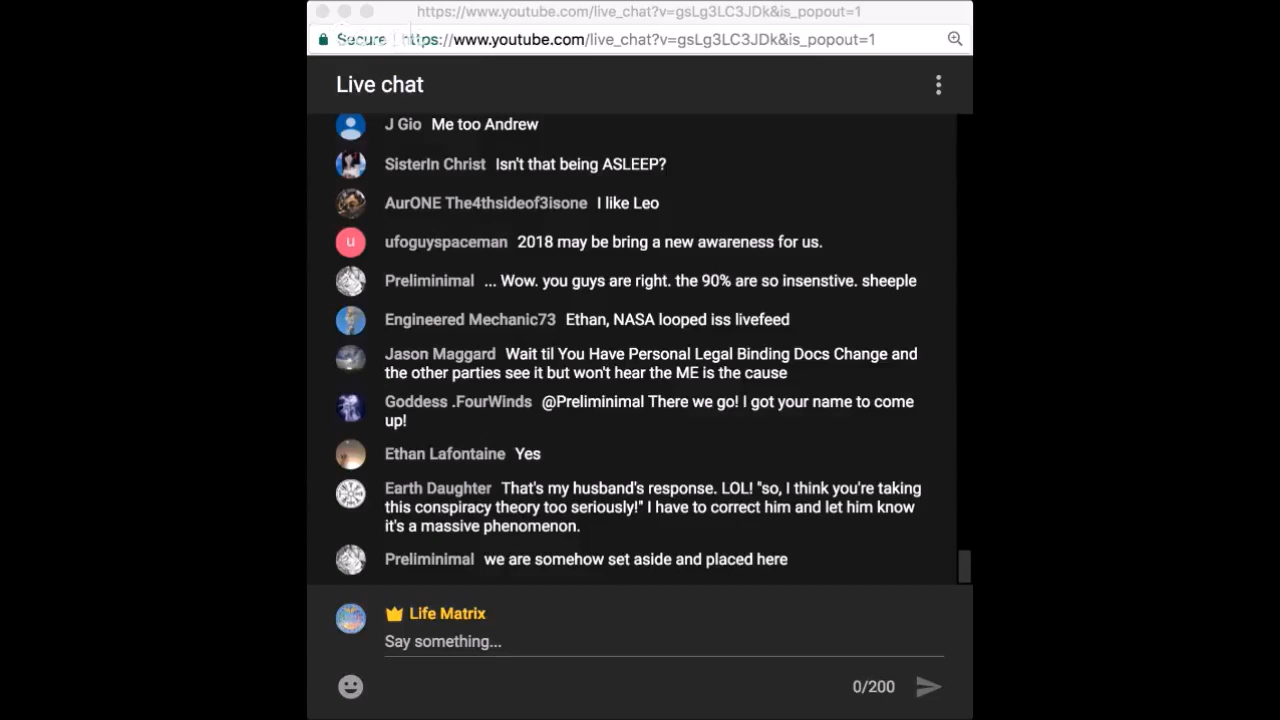 https://www.youtube.com/live_chat?v=gsLg3LC3JDk&is_popout=1
Secure https://www.youtube.com/live_chat?v=gsLg3LC3JDk&is_popout=1
Live chat
J Gio Me too Andrew
SisterIn Christ Isn't that being ASLEEP?
AurONE The4thsideof3isone I like Leo
u ufoguyspaceman 2018 may be bring a new awareness for us.
Preliminimal ... Wow. you guys are right. the 90% are so insenstive. sheeple
Engineered Mechanic73 Ethan, NASA looped iss livefeed
Jason Maggard Wait til You Have Personal Legal Binding Docs Change and
the other parties see it but won't hear the ME is the cause
Goddess .FourWinds @Preliminimal There we go! I got your name to come
up!
Ethan Lafontaine Yes
Earth Daughter That's my husband's response. LOL! "so, I think you're taking
this conspiracy theory too seriously!" I have to correct him and let him know
it's a massive phenomenon.
Preliminimal we are somehow set aside and placed here
Life Matrix
Say something...
0/200